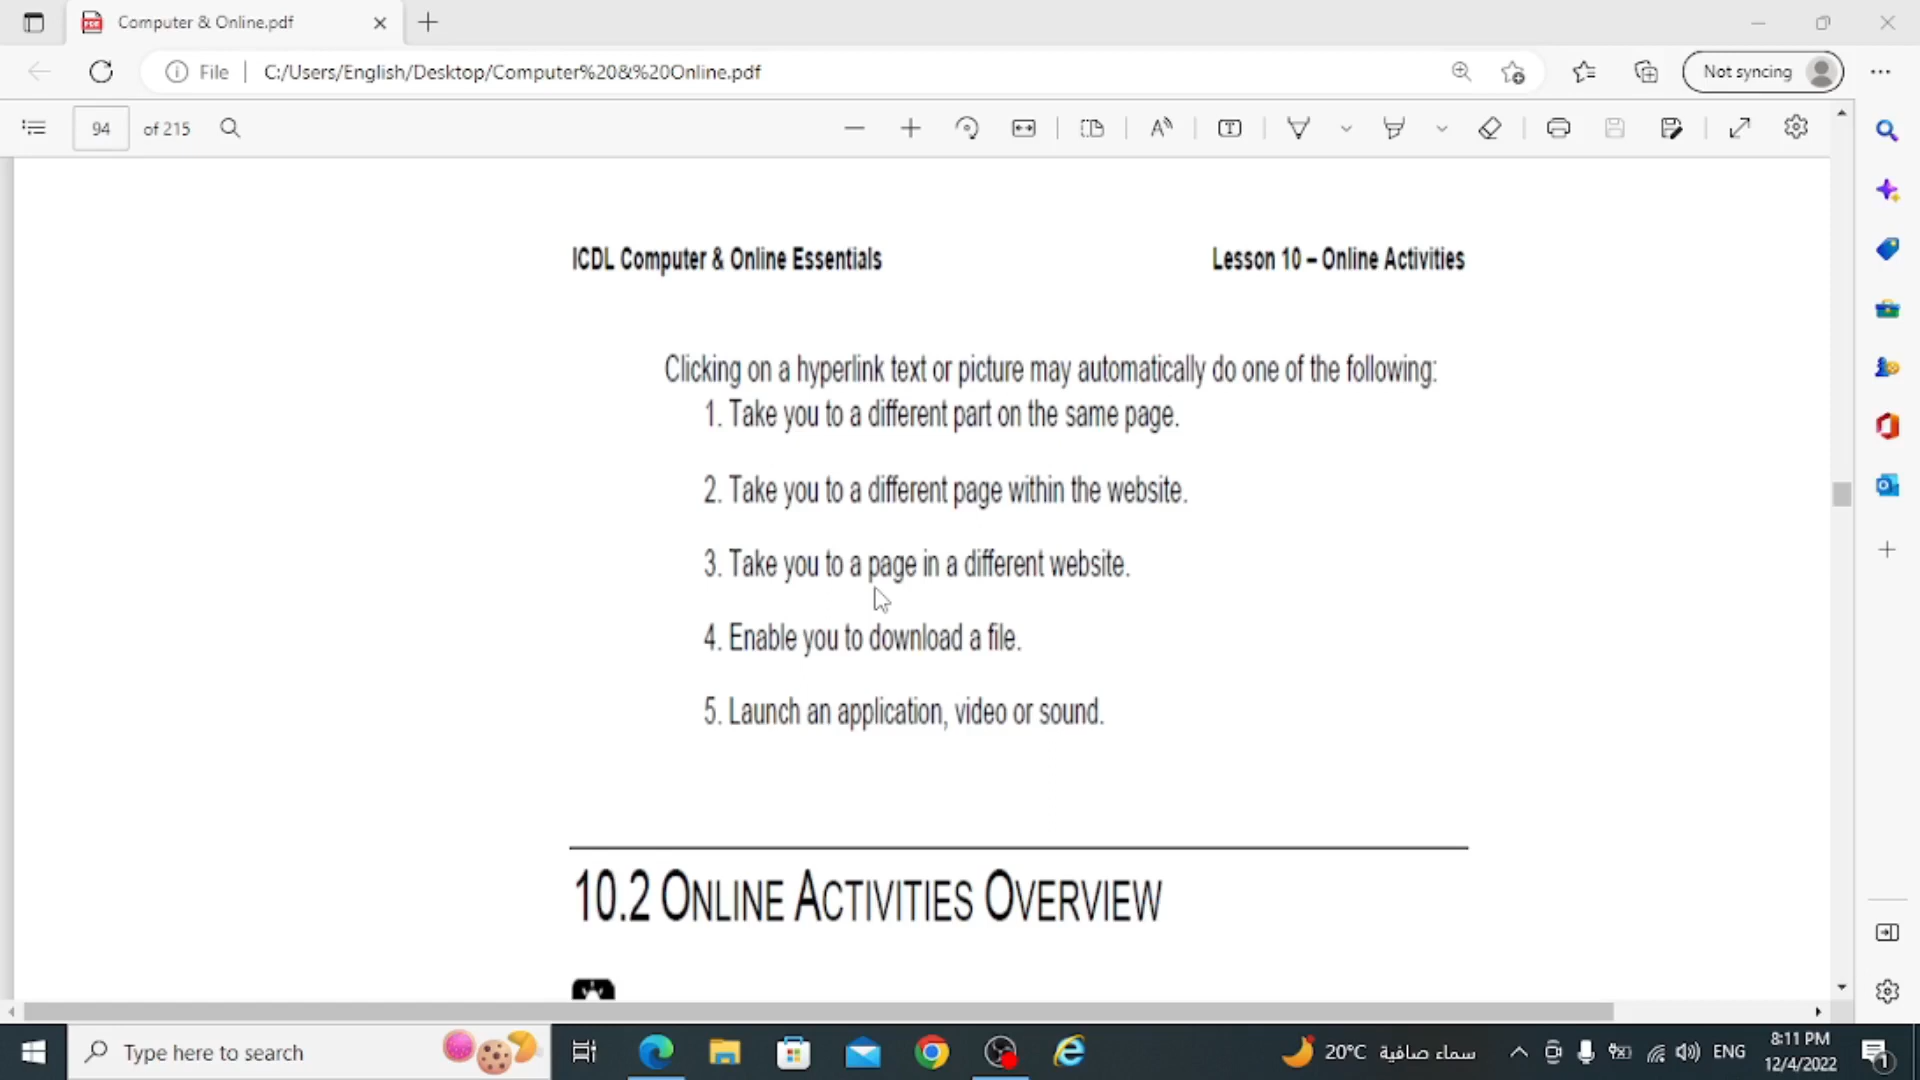 Computer & Online.pdf
File
C:/Users/English/Desktop/Computer%20&%20Online.pdf
Not syncing
94 of 215
ICDL Computer & Online Essentials
Lesson 10 – Online Activities
Clicking on a hyperlink text or picture may automatically do one of the following:
1. Take you to a different part on the same page.
2. Take you to a different page within the website.
3. Take you to a page in a different website.
4. Enable you to download a file.
5. Launch an application, video or sound.
10.2 ONLINE ACTIVITIES OVERVIEW
Type here to search
20°C سماء صافية
ENG
8:11 PM
12/4/2022
1